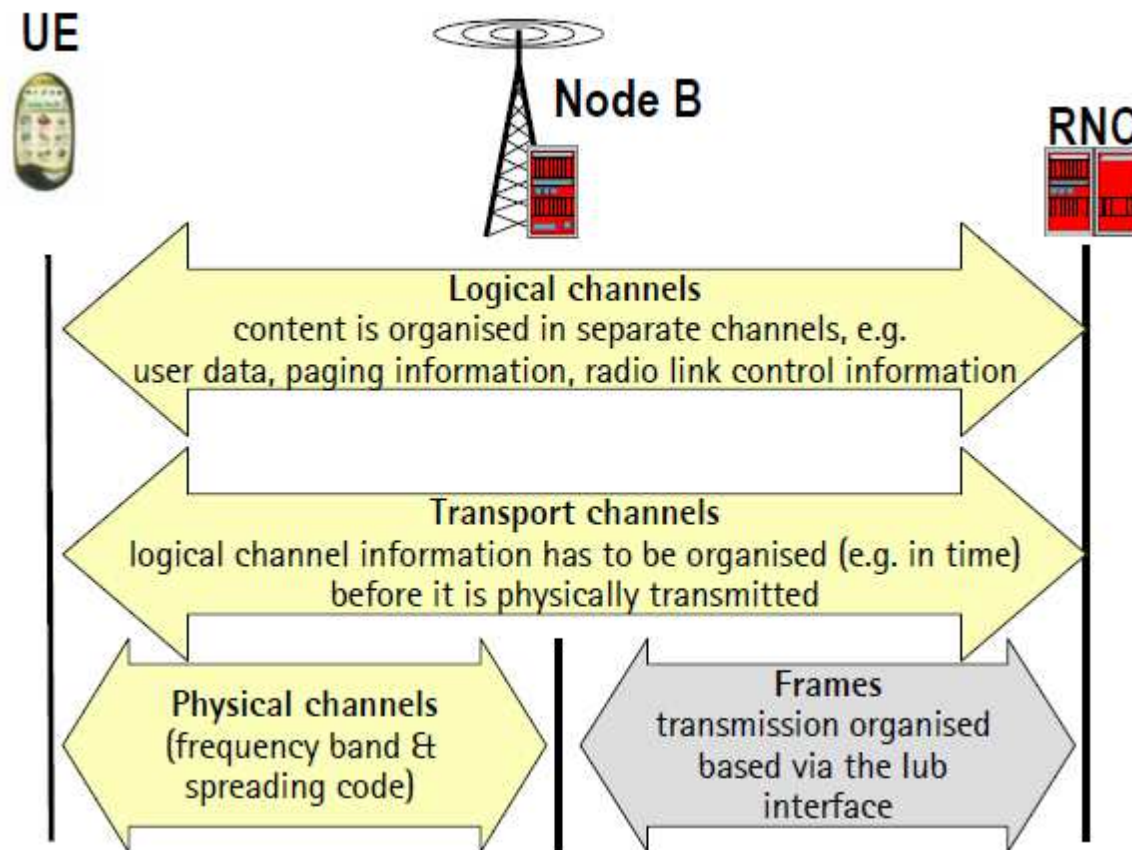 UE
Node B
RNC
Logical channels
content is organised in separate channels, e.g.
user data, paging information, radio link control information
Transport channels
logical channel information has to be organised (e.g. in time)
before it is physically transmitted
Physical channels
(frequency band &
spreading code)
Frames
transmission organised
based via the lub
interface